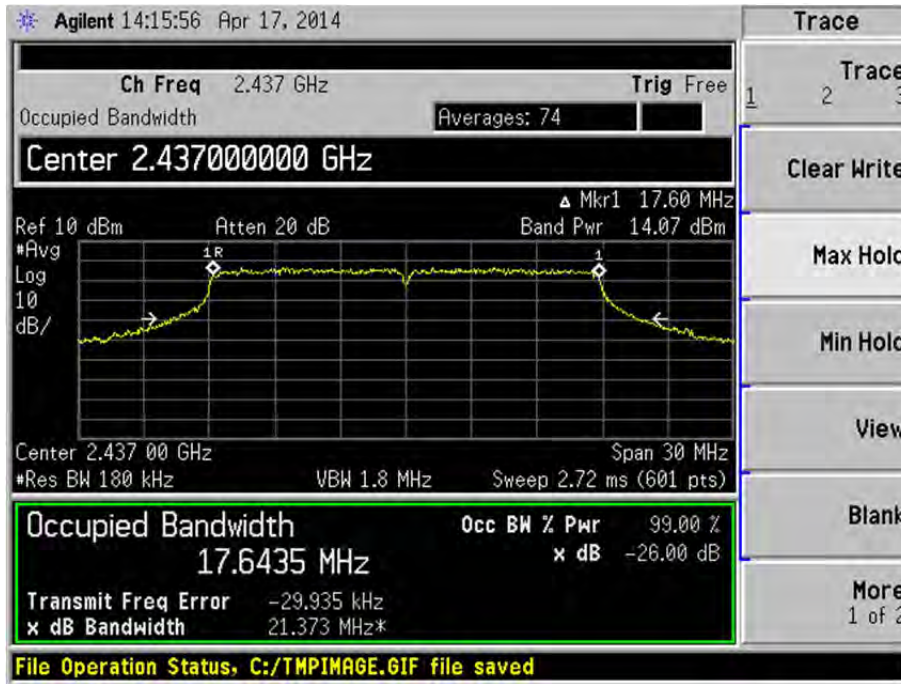 Agilent 14:15:56 Apr 17, 2014
Trace
Ch Freq 2.437 GHz Trig Free
Occupied Bandwidth Averages: 74
Center 2.437000000 GHz
Δ Mkr1 17.60 MHz
Ref 10 dBm Atten 20 dB Band Pwr 14.07 dBm
#Avg
Log
10
dB/
1R
1
Center 2.437 00 GHz Span 30 MHz
#Res BW 180 kHz VBW 1.8 MHz Sweep 2.72 ms (601 pts)
Occupied Bandwidth
17.6435 MHz
Occ BW % Pwr 99.00 %
x dB -26.00 dB
Transmit Freq Error -29.935 kHz
x dB Bandwidth 21.373 MHz*
File Operation Status, C:/TMPIMAGE.GIF file saved
Trace
1 2 3
Clear Write
Max Hold
Min Hold
View
Blank
More
1 of 2